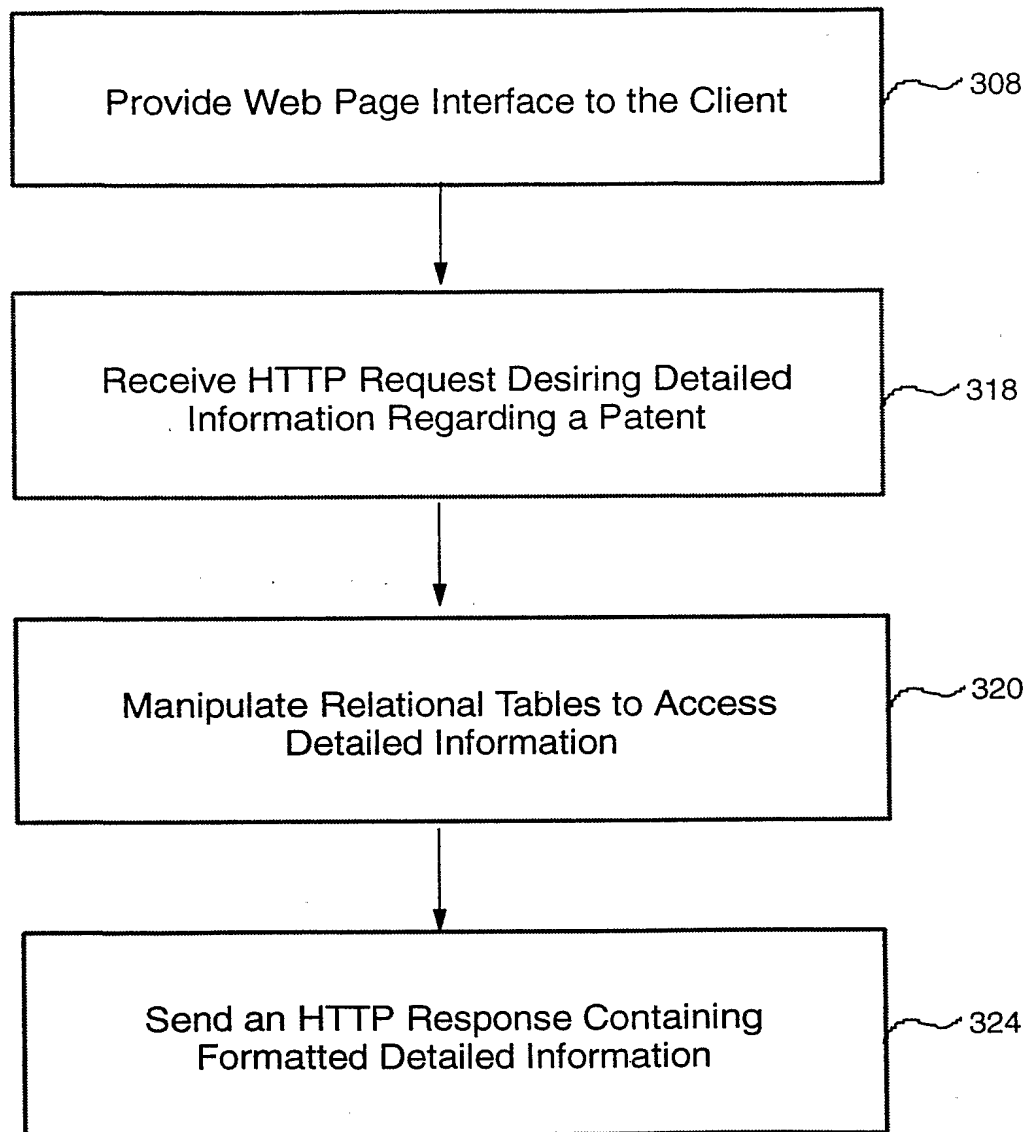 Provide Web Page Interface to the Client
308
Receive HTTP Request Desiring Detailed
Information Regarding a Patent
318
Manipulate Relational Tables to Access
Detailed Information
320
Send an HTTP Response Containing
Formatted Detailed Information
324